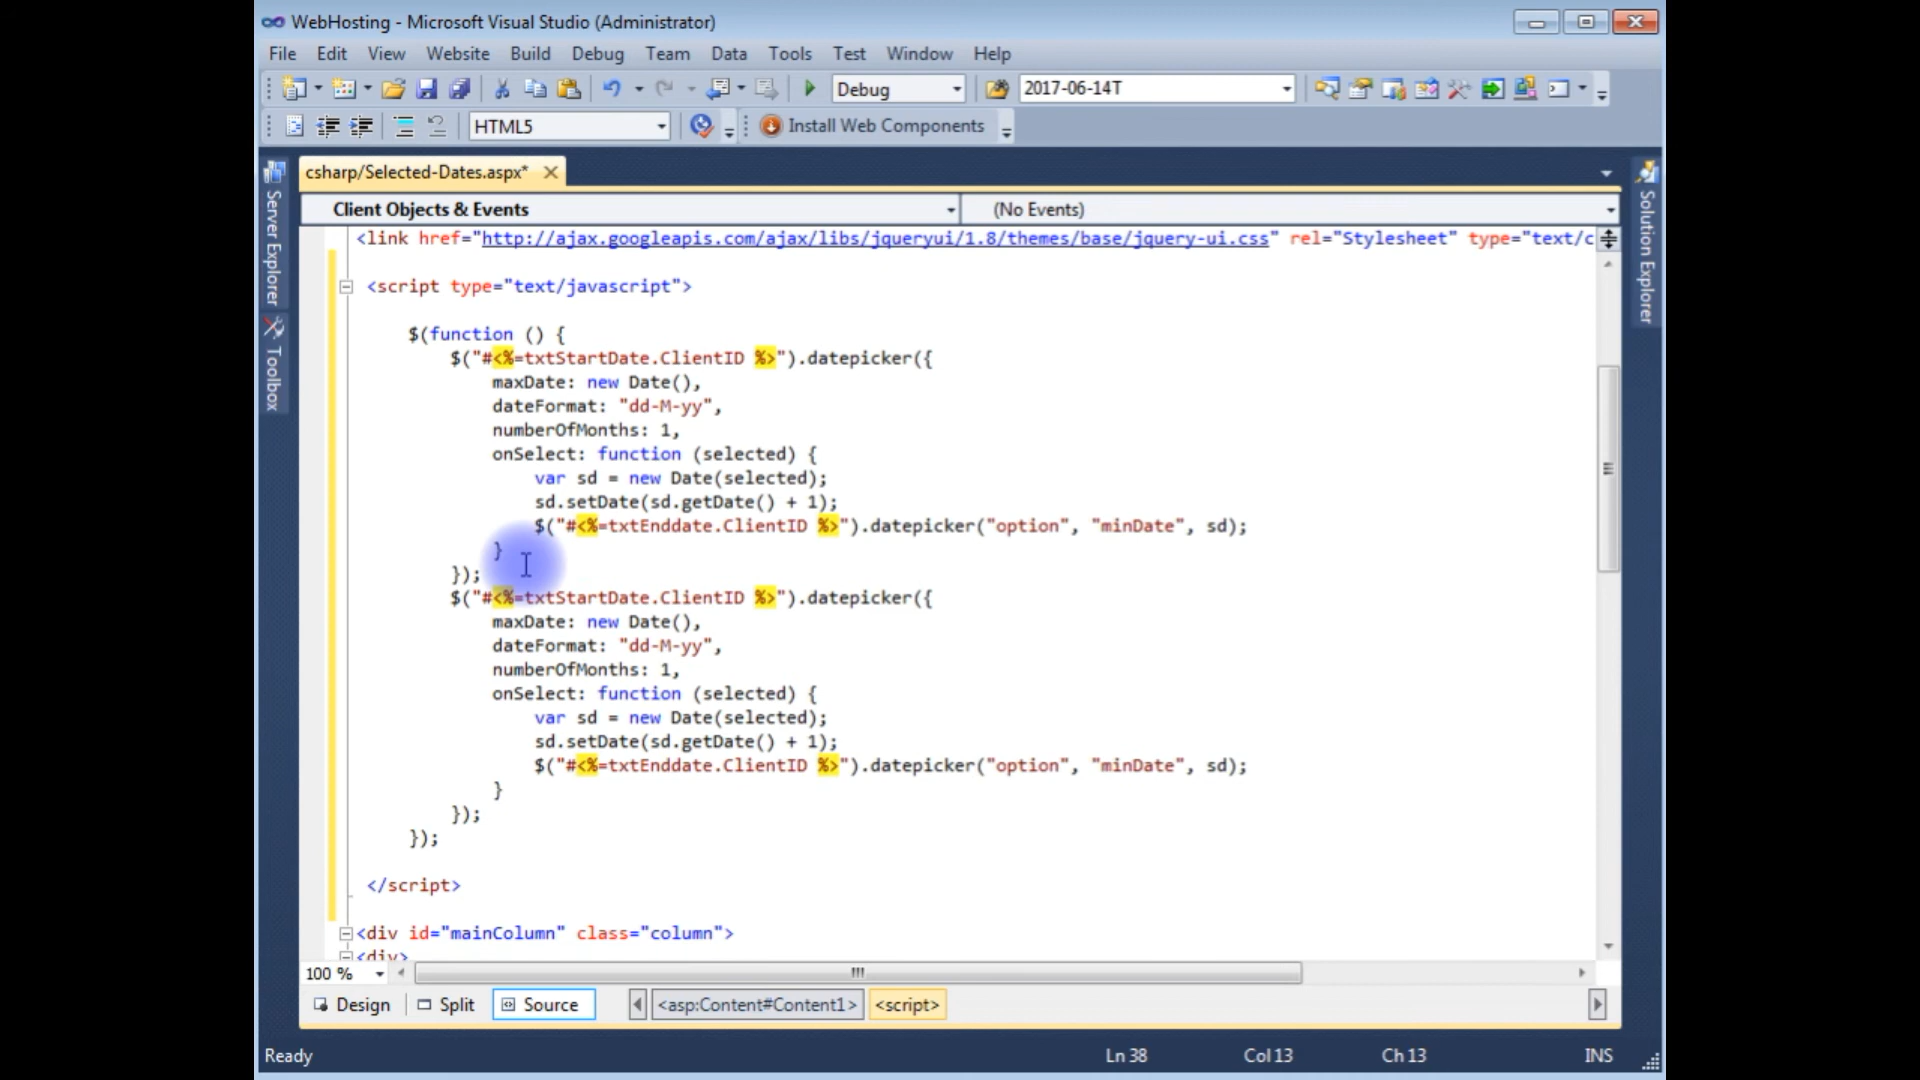 WebHosting - Microsoft Visual Studio (Administrator)
File Edit View Website Build Debug Team Data Tools Test Window Help
Debug 2017-06-14T
HTML5 Install Web Components
Server Explorer
Toolbox
Solution Explorer
csharp/Selected-Dates.aspx*
Client Objects & Events (No Events)
<link href="http://ajax.googleapis.com/ajax/libs/jqueryui/1.8/themes/base/jquery-ui.css" rel="Stylesheet" type="text/c
<script type="text/javascript">
$(function () {
$("#<%=txtStartDate.ClientID %>").datepicker({
maxDate: new Date(),
dateFormat: "dd-M-yy",
numberOfMonths: 1,
onSelect: function (selected) {
var sd = new Date(selected);
sd.setDate(sd.getDate() + 1);
$("#<%=txtEnddate.ClientID %>").datepicker("option", "minDate", sd);
}
});
$("#<%=txtStartDate.ClientID %>").datepicker({
maxDate: new Date(),
dateFormat: "dd-M-yy",
numberOfMonths: 1,
onSelect: function (selected) {
var sd = new Date(selected);
sd.setDate(sd.getDate() + 1);
$("#<%=txtEnddate.ClientID %>").datepicker("option", "minDate", sd);
}
});
});
</script>
<div id="mainColumn" class="column">
<div>
100 %
Design Split Source <asp:Content#Content1> <script>
Ready Ln 38 Col 13 Ch 13 INS